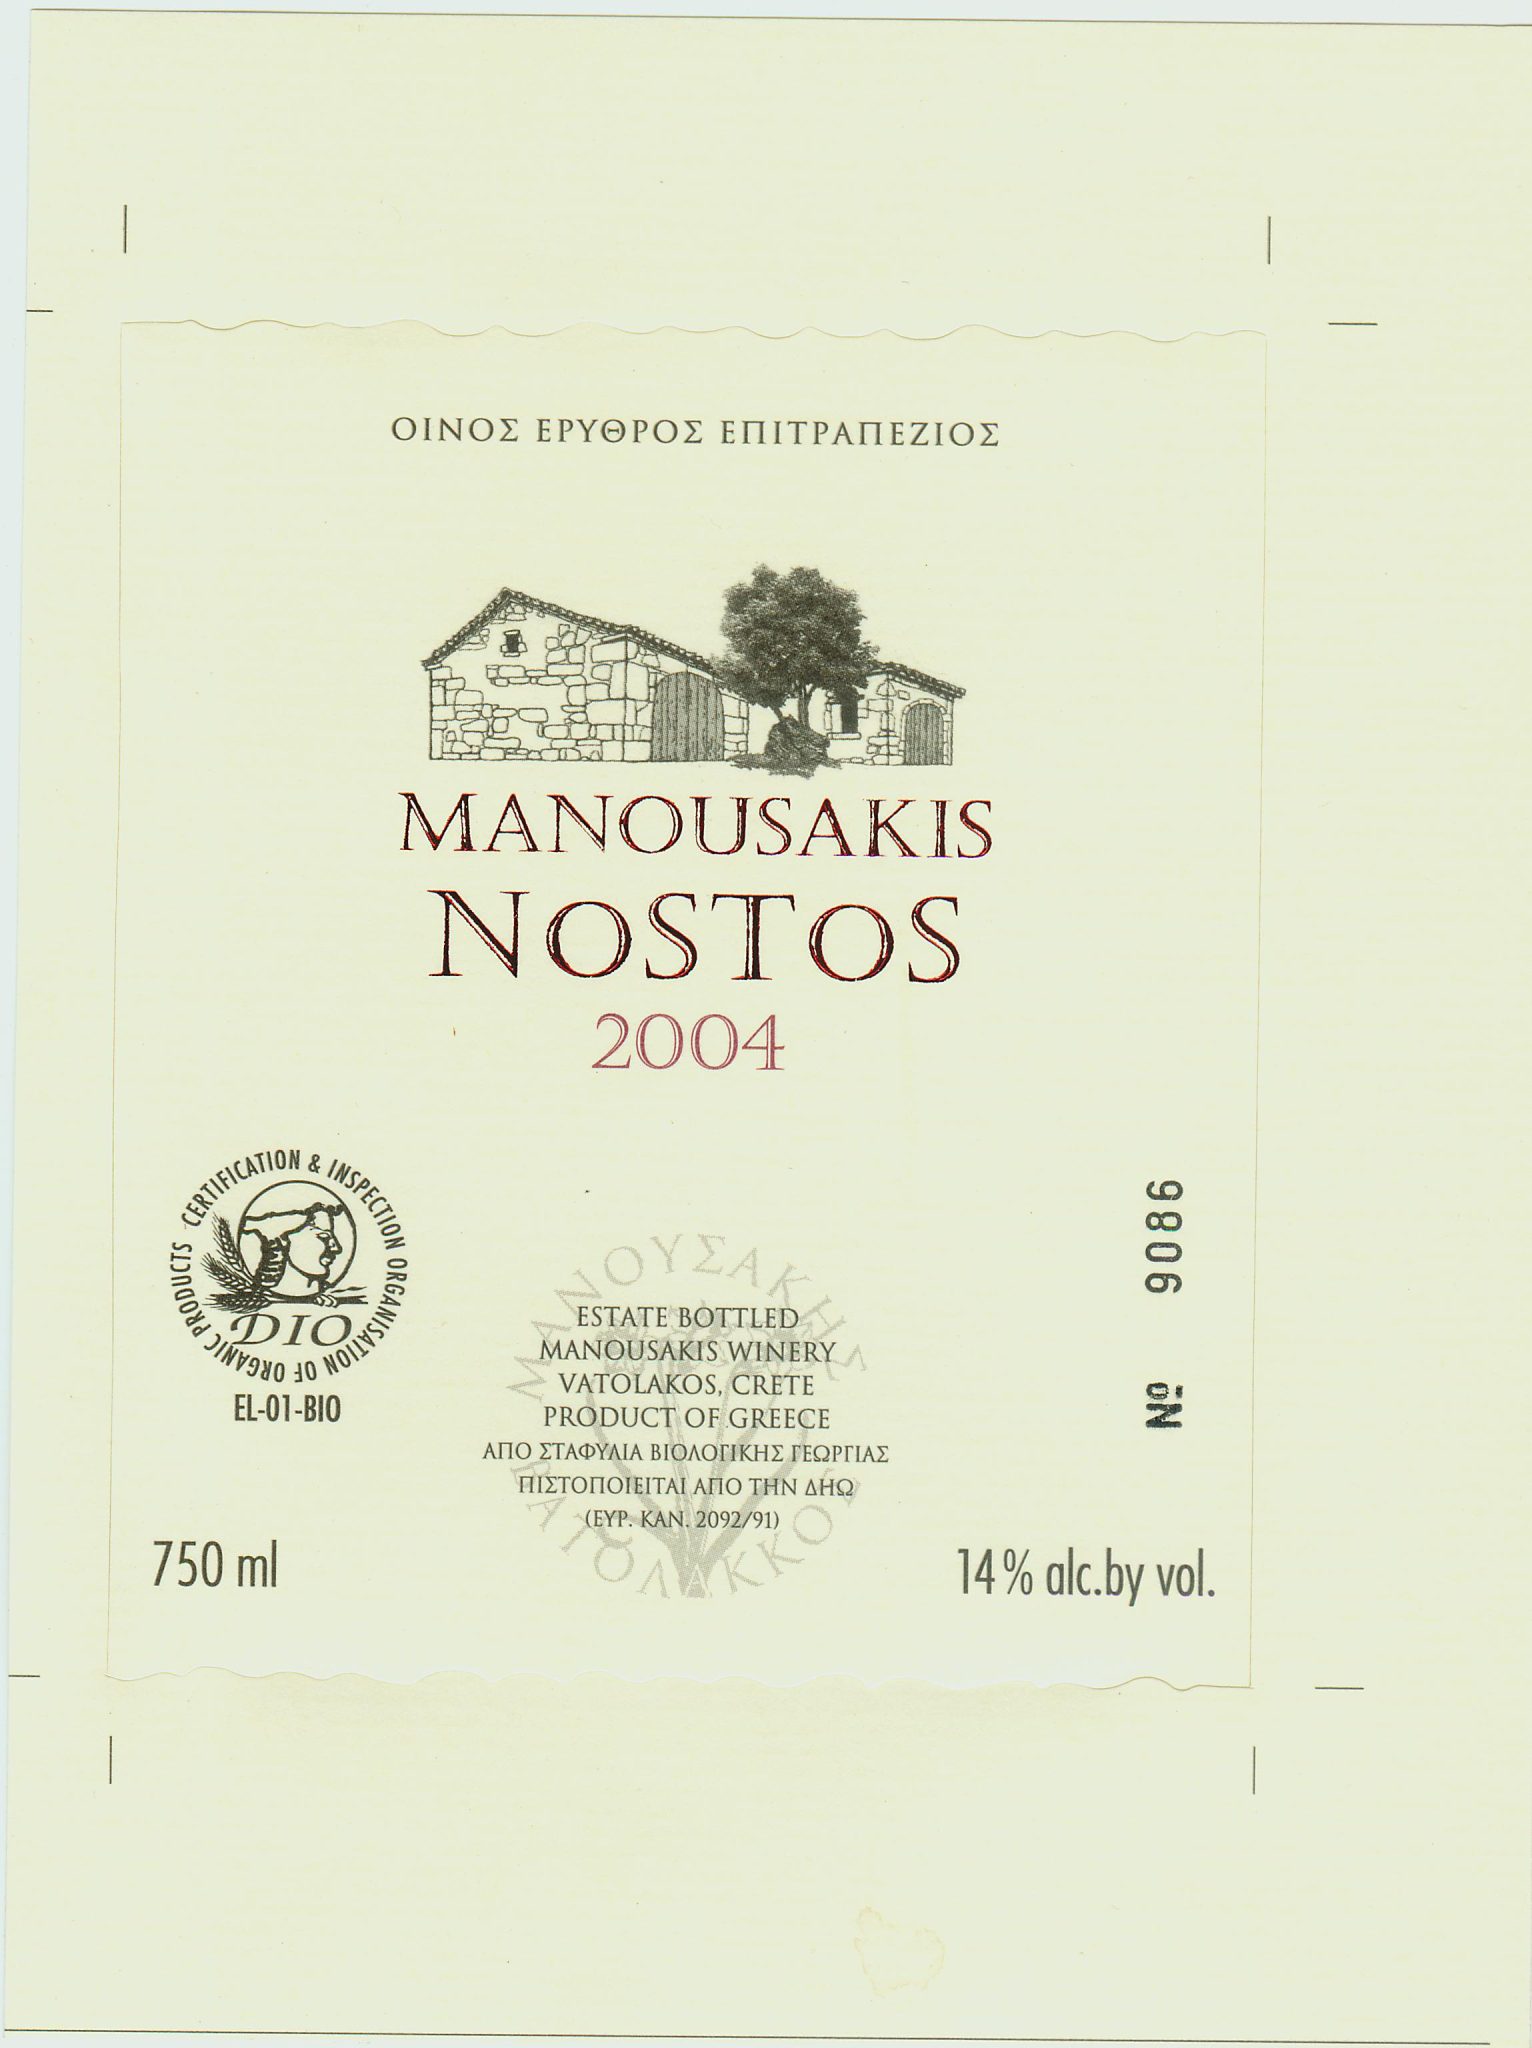 ΟΙΝΟΣ ΕΡΥΘΡΟΣ ΕΠΙΤΡΑΠΕΖΙΟΣ
MANOUSAKIS
NOSTOS
2004
CERTIFICATION & INSPECTION ORGANISATION OF ORGANIC PRODUCTS
DIO
EL-01-BIO
ΜΑΝΟΥΣΑΚΗΣ
ESTATE BOTTLED
MANOUSAKIS WINERY
VATOLAKOS, CRETE
PRODUCT OF GREECE
ΑΠΟ ΣΤΑΦΥΛΙΑ ΒΙΟΛΟΓΙΚΗΣ ΓΕΩΡΓΙΑΣ
ΠΙΣΤΟΠΟΙΕΙΤΑΙ ΑΠΟ ΤΗΝ ΔΗΩ
(ΕΥΡ. ΚΑΝ. 2092/91)
ΒΑΤΟΛΑΚΚΟΣ
Nº 9086
750 ml
14% alc.by vol.